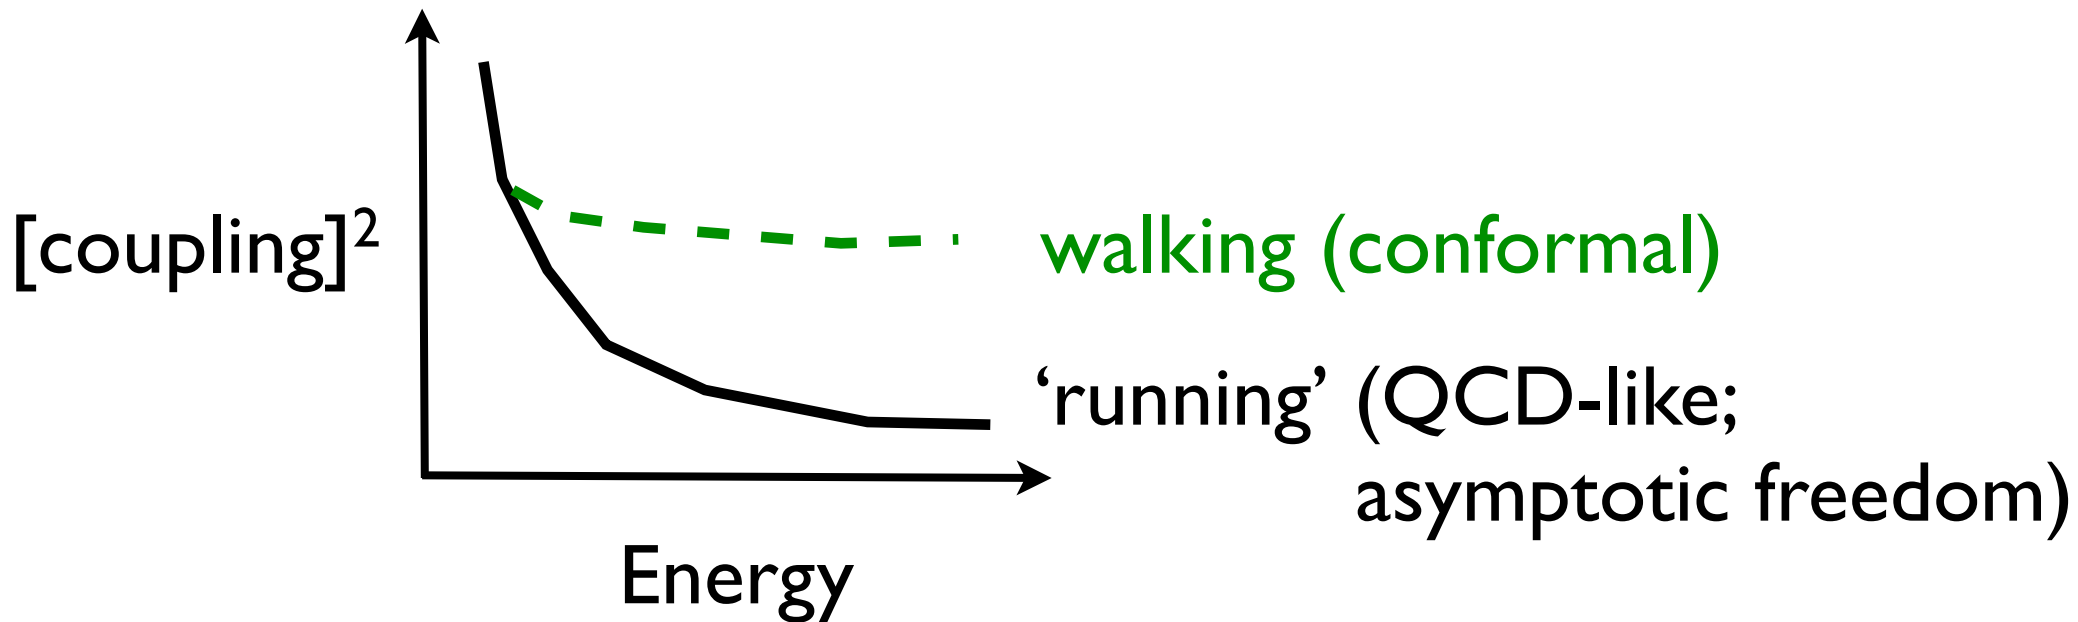 [coupling]²
walking (conformal)
‘running’ (QCD-like;
asymptotic freedom)
Energy